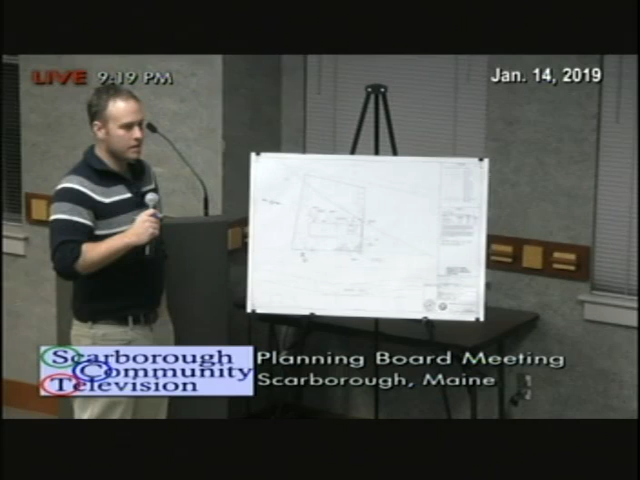 LIVE 9:19 PM
Jan. 14, 2019
Scarborough
Community
Television
Planning Board Meeting
Scarborough, Maine